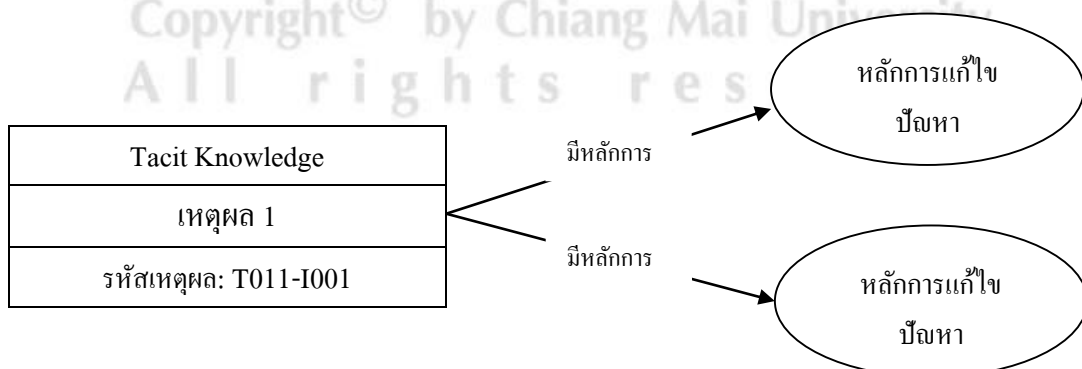 Copyright© by Chiang Mai University
All rights res
หลักการแก้ไข
ปัญหา
Tacit Knowledge
มีหลักการ
เหตุผล 1
มีหลักการ
รหัสเหตุผล: T011-I001
หลักการแก้ไข
ปัญหา